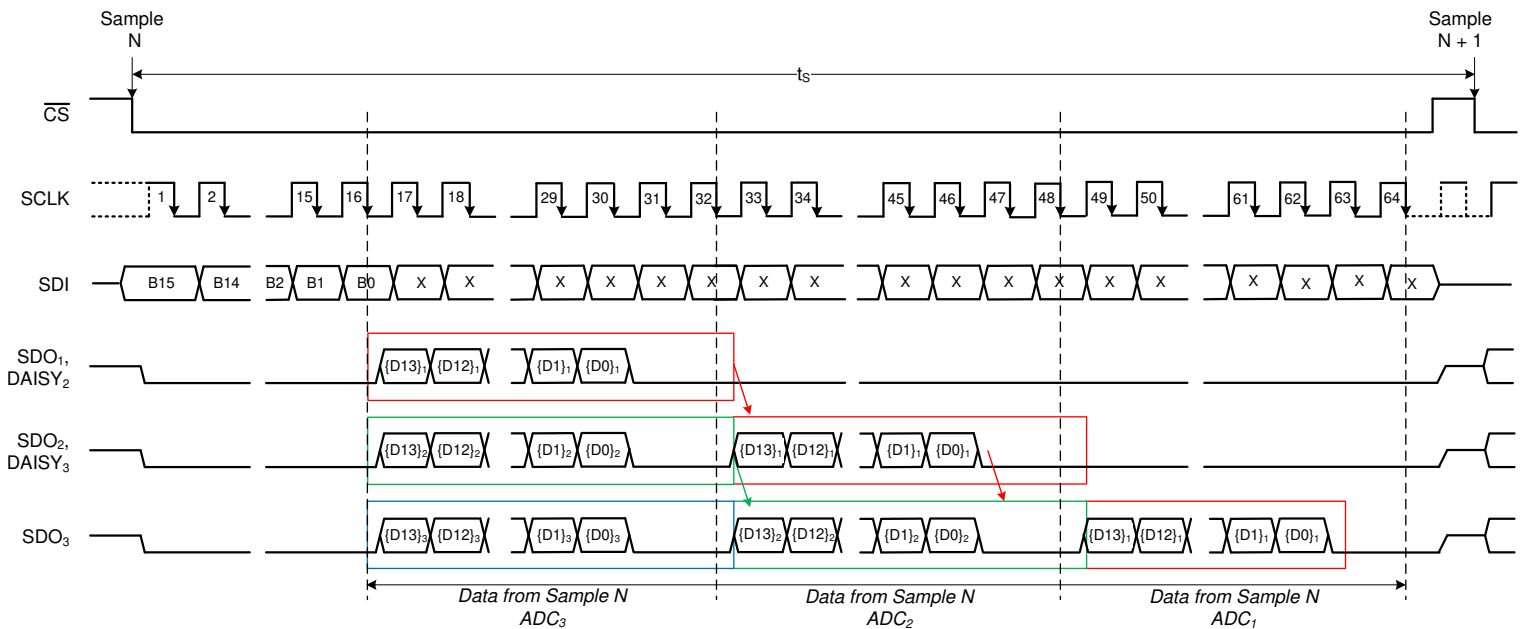 Sample
N
Sample
N + 1
tS
CS
SCLK
1 2 15 16 17 18 29 30 31 32 33 34 45 46 47 48 49 50 61 62 63 64
SDI
B15 B14 B2 B1 B0 X X X X X X X X X X X X X X X X X X
SDO1,
DAISY2
{D13}1 {D12}1 {D1}1 {D0}1
SDO2,
DAISY3
{D13}2 {D12}2 {D1}2 {D0}2 {D13}1 {D12}1 {D1}1 {D0}1
SDO3
{D13}3 {D12}3 {D1}3 {D0}3 {D13}2 {D12}2 {D1}2 {D0}2 {D13}1 {D12}1 {D1}1 {D0}1
Data from Sample N
ADC3
Data from Sample N
ADC2
Data from Sample N
ADC1